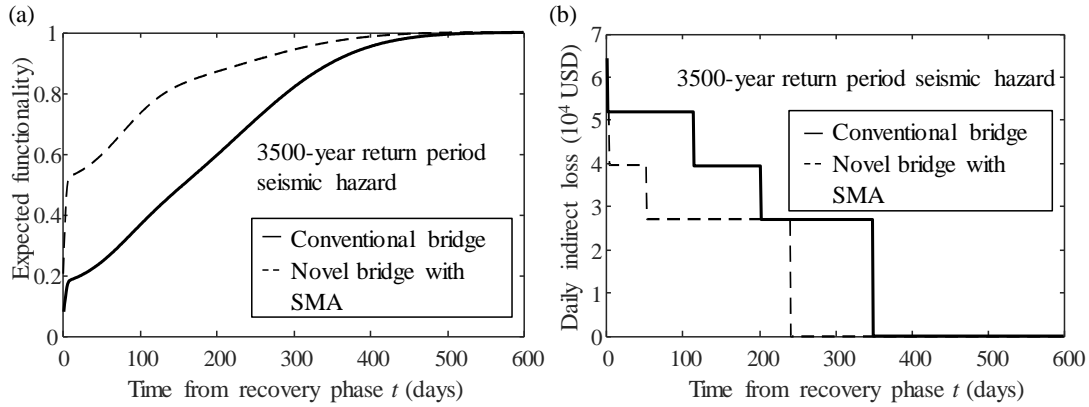 (a)
Expected functionality
1
0.8
0.6
0.4
0.2
0
3500-year return period
seismic hazard
Conventional bridge
Novel bridge with
SMA
0 100 200 300 400 500 600
Time from recovery phase t (days)
(b)
Daily indirect loss (10⁴ USD)
7
6
5
4
3
2
1
0
3500-year return period seismic hazard
Conventional bridge
Novel bridge with
SMA
0 100 200 300 400 500 600
Time from recovery phase t (days)